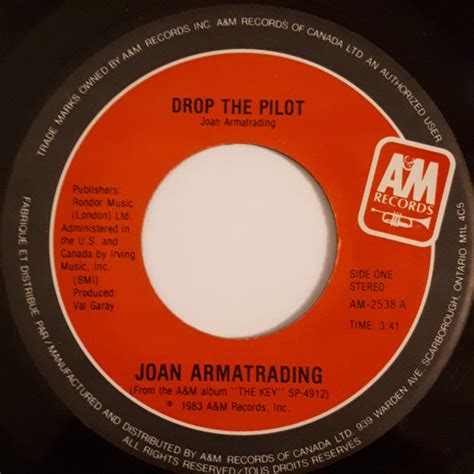 TRADE MARKS OWNED BY A&M RECORDS INC. A&M RECORDS OF CANADA LTD. AUTHORIZED USER
DROP THE PILOT
Joan Armatrading
A&M
RECORDS
Publishers:
Rondor Music
(London) Ltd.
Administered in
the U.S. and
Canada by Irving
Music, Inc.
(BMI)
Produced:
Val Garay
SIDE ONE
STEREO
AM-2538 A
TIME: 3:41
JOAN ARMATRADING
(From the A&M album "THE KEY" SP-4912)
℗ 1983 A&M Records, Inc.
FABRIQUE ET DISTRIBUE PAR/MANUFACTURED AND DISTRIBUTED BY A&M RECORDS OF CANADA LTD. 939 WARDEN AVE. SCARBOROUGH, ONTARIO M1L 4C5
ALL RIGHTS RESERVED/TOUS DROITS RESERVES